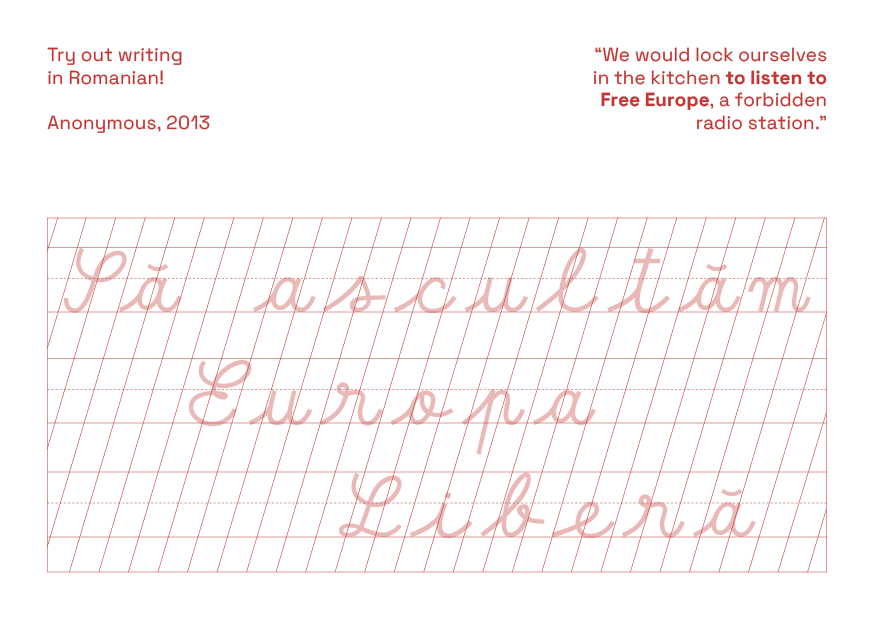 Try out writing
in Romanian!
Anonymous, 2013
“We would lock ourselves
in the kitchen to listen to
Free Europe, a forbidden
radio station.”
Să ascultăm
Europa
Liberă